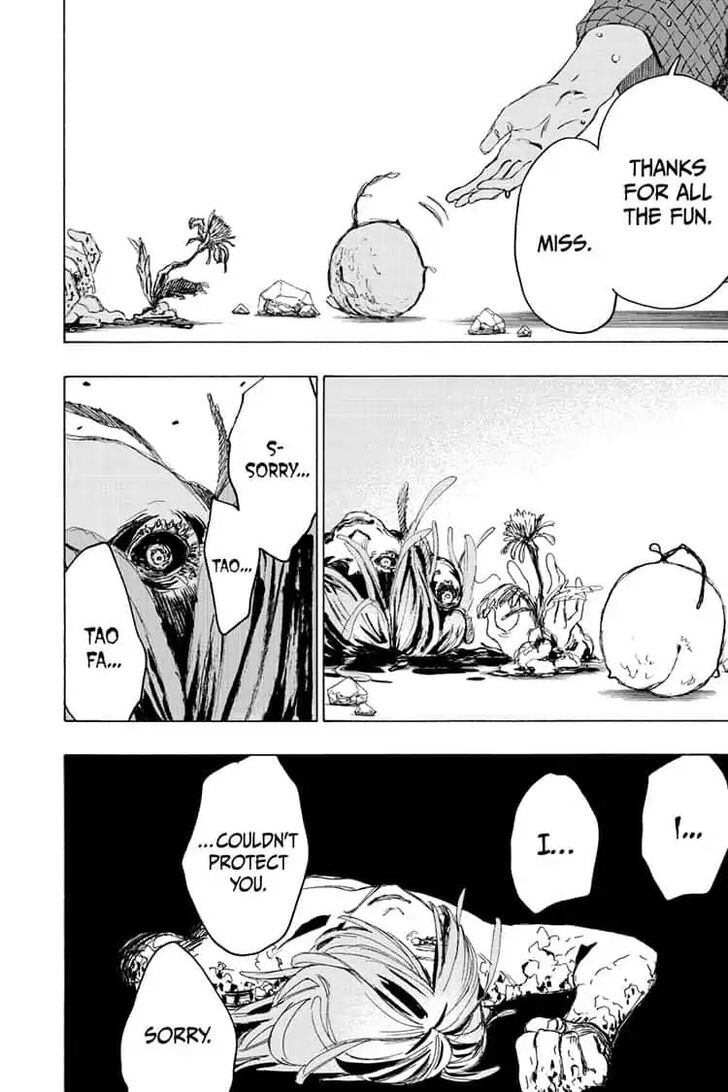 THANKS
FOR ALL
THE FUN.
MISS.
S-
SORRY...
TAO...
TAO
FA...
I...
I...
...COULDN'T
PROTECT
YOU.
SORRY.